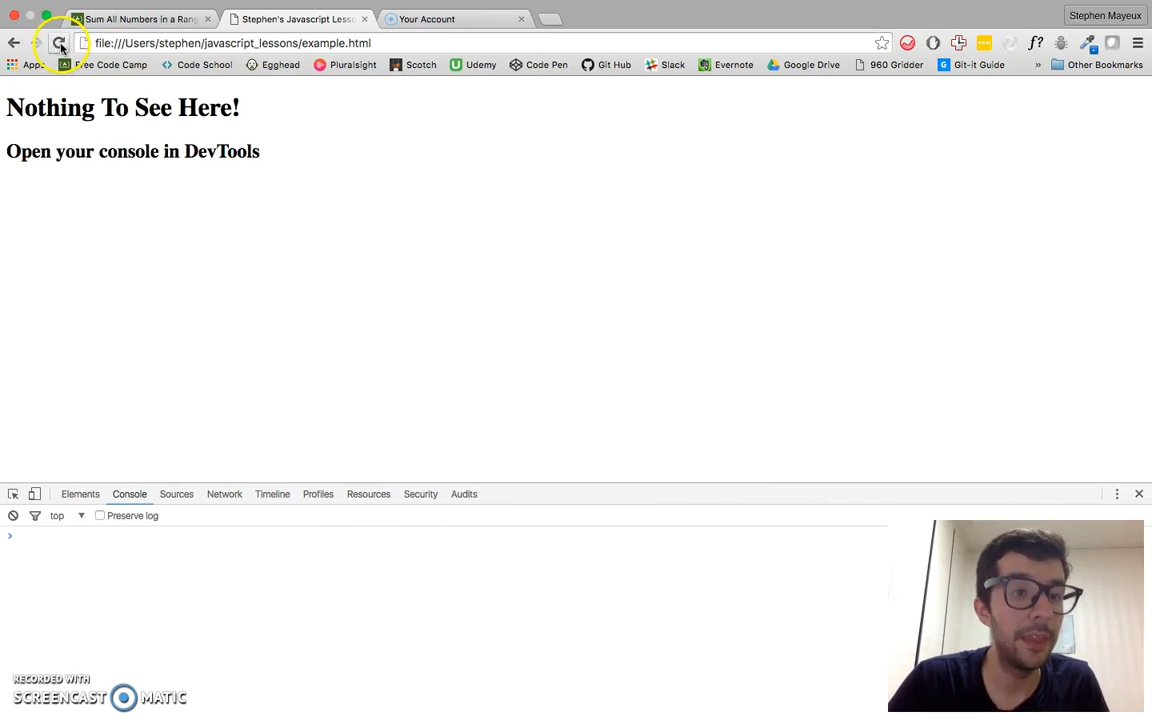 Sum All Numbers in a Rang
Stephen's Javascript Lesso
Your Account
Stephen Mayeux
file:///Users/stephen/javascript_lessons/example.html
f?
Apps Free Code Camp Code School Egghead Pluralsight Scotch Udemy Code Pen Git Hub Slack Evernote Google Drive 960 Gridder G Git-it Guide » Other Bookmarks
Nothing To See Here!
Open your console in DevTools
Elements Console Sources Network Timeline Profiles Resources Security Audits
top Preserve log
RECORDED WITH
SCREENCAST MATIC